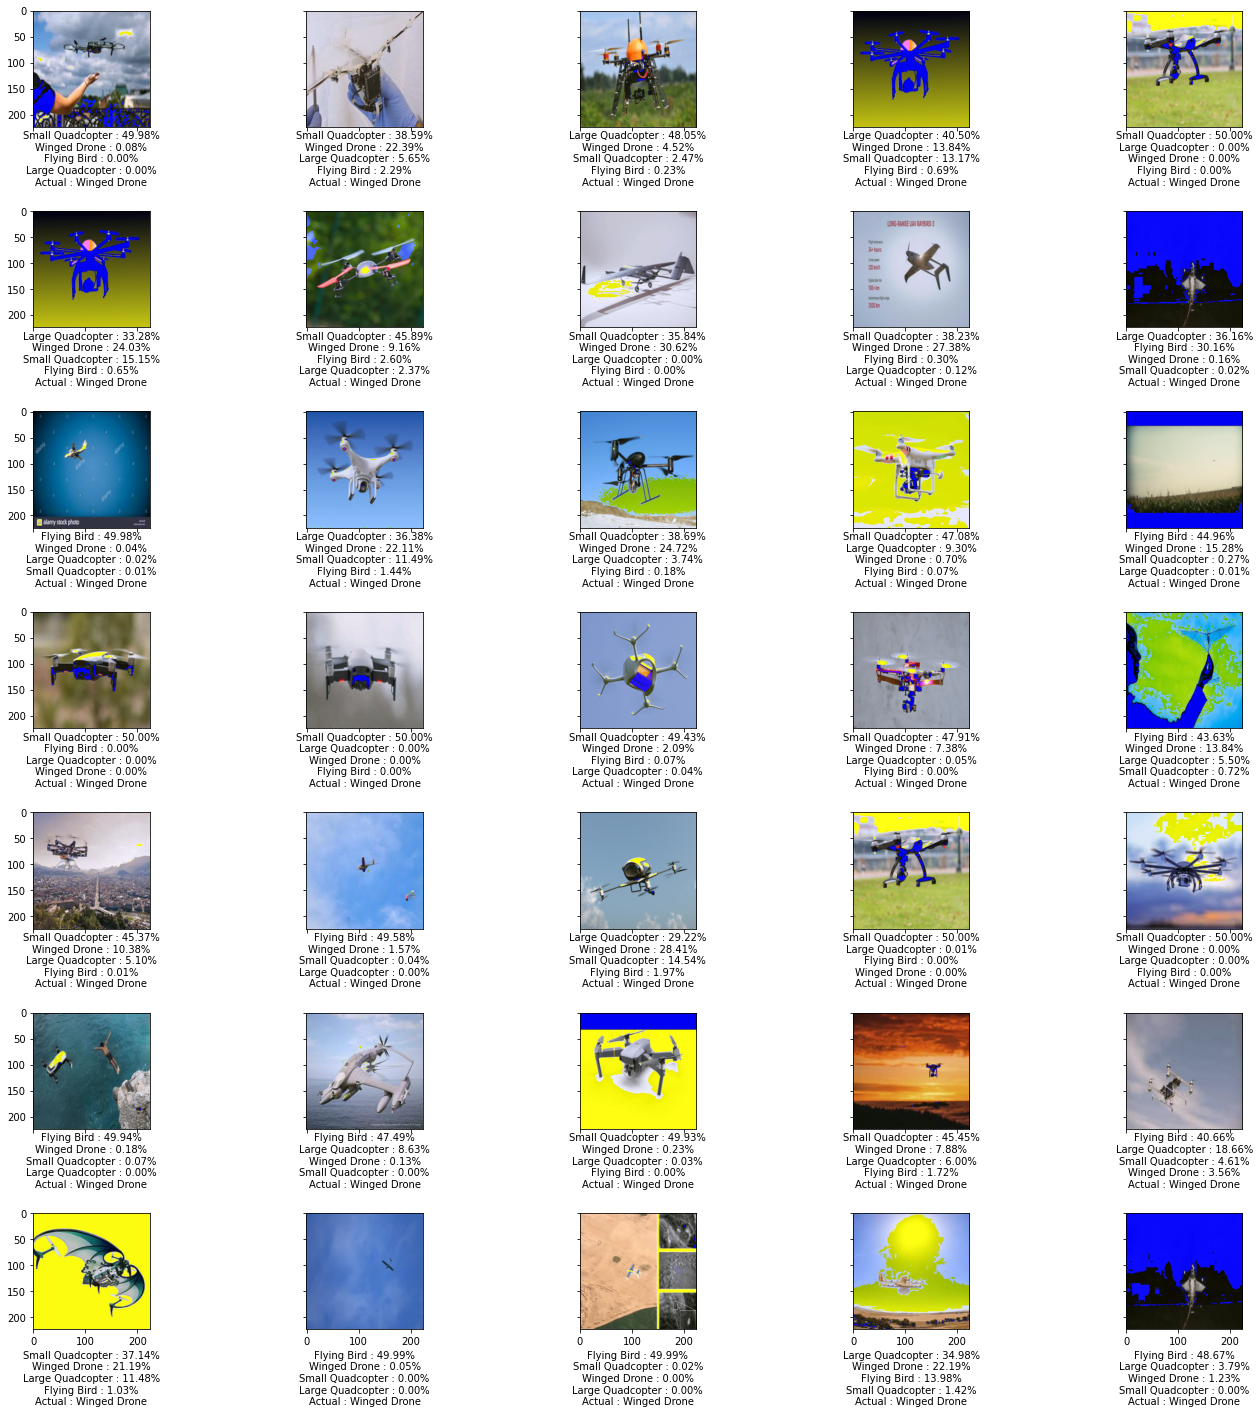 0
50
100
150
200
Small Quadcopter : 49.98%
Winged Drone : 0.08%
Flying Bird : 0.00%
Large Quadcopter : 0.00%
Actual : Winged Drone
Small Quadcopter : 38.59%
Winged Drone : 22.39%
Large Quadcopter : 5.65%
Flying Bird : 2.29%
Actual : Winged Drone
Large Quadcopter : 48.05%
Winged Drone : 4.52%
Small Quadcopter : 2.47%
Flying Bird : 0.23%
Actual : Winged Drone
Large Quadcopter : 40.50%
Winged Drone : 13.84%
Small Quadcopter : 13.17%
Flying Bird : 0.69%
Actual : Winged Drone
Small Quadcopter : 50.00%
Large Quadcopter : 0.00%
Winged Drone : 0.00%
Flying Bird : 0.00%
Actual : Winged Drone
0
50
100
150
200
Large Quadcopter : 33.28%
Winged Drone : 24.03%
Small Quadcopter : 15.15%
Flying Bird : 0.65%
Actual : Winged Drone
Small Quadcopter : 45.89%
Winged Drone : 9.16%
Flying Bird : 2.60%
Large Quadcopter : 2.37%
Actual : Winged Drone
Small Quadcopter : 35.84%
Winged Drone : 30.62%
Large Quadcopter : 0.00%
Flying Bird : 0.00%
Actual : Winged Drone
LONG-RANGE UAV RAYBIRD-3
Small Quadcopter : 38.23%
Winged Drone : 27.38%
Flying Bird : 0.30%
Large Quadcopter : 0.12%
Actual : Winged Drone
Large Quadcopter : 36.16%
Flying Bird : 30.16%
Winged Drone : 0.16%
Small Quadcopter : 0.02%
Actual : Winged Drone
0
50
100
150
200
alamy stock photo
Flying Bird : 49.98%
Winged Drone : 0.04%
Large Quadcopter : 0.02%
Small Quadcopter : 0.01%
Actual : Winged Drone
Large Quadcopter : 36.38%
Winged Drone : 22.11%
Small Quadcopter : 11.49%
Flying Bird : 1.44%
Actual : Winged Drone
Small Quadcopter : 38.69%
Winged Drone : 24.72%
Large Quadcopter : 3.74%
Flying Bird : 0.18%
Actual : Winged Drone
Small Quadcopter : 47.08%
Large Quadcopter : 9.30%
Winged Drone : 0.70%
Flying Bird : 0.07%
Actual : Winged Drone
Flying Bird : 44.96%
Winged Drone : 15.28%
Small Quadcopter : 0.27%
Large Quadcopter : 0.01%
Actual : Winged Drone
0
50
100
150
200
Small Quadcopter : 50.00%
Flying Bird : 0.00%
Large Quadcopter : 0.00%
Winged Drone : 0.00%
Actual : Winged Drone
Small Quadcopter : 50.00%
Large Quadcopter : 0.00%
Winged Drone : 0.00%
Flying Bird : 0.00%
Actual : Winged Drone
Small Quadcopter : 49.43%
Winged Drone : 2.09%
Flying Bird : 0.07%
Large Quadcopter : 0.04%
Actual : Winged Drone
Small Quadcopter : 47.91%
Winged Drone : 7.38%
Large Quadcopter : 0.05%
Flying Bird : 0.00%
Actual : Winged Drone
Flying Bird : 43.63%
Winged Drone : 13.84%
Large Quadcopter : 5.50%
Small Quadcopter : 0.72%
Actual : Winged Drone
0
50
100
150
200
Small Quadcopter : 45.37%
Winged Drone : 10.38%
Large Quadcopter : 5.10%
Flying Bird : 0.01%
Actual : Winged Drone
Flying Bird : 49.58%
Winged Drone : 1.57%
Small Quadcopter : 0.04%
Large Quadcopter : 0.00%
Actual : Winged Drone
Large Quadcopter : 29.22%
Winged Drone : 28.41%
Small Quadcopter : 14.54%
Flying Bird : 1.97%
Actual : Winged Drone
Small Quadcopter : 50.00%
Large Quadcopter : 0.01%
Flying Bird : 0.00%
Winged Drone : 0.00%
Actual : Winged Drone
Small Quadcopter : 50.00%
Winged Drone : 0.00%
Large Quadcopter : 0.00%
Flying Bird : 0.00%
Actual : Winged Drone
0
50
100
150
200
Flying Bird : 49.94%
Winged Drone : 0.18%
Small Quadcopter : 0.07%
Large Quadcopter : 0.00%
Actual : Winged Drone
Flying Bird : 47.49%
Large Quadcopter : 8.63%
Winged Drone : 0.13%
Small Quadcopter : 0.00%
Actual : Winged Drone
Small Quadcopter : 49.93%
Winged Drone : 0.23%
Large Quadcopter : 0.03%
Flying Bird : 0.00%
Actual : Winged Drone
Small Quadcopter : 45.45%
Winged Drone : 7.88%
Large Quadcopter : 6.00%
Flying Bird : 1.72%
Actual : Winged Drone
Flying Bird : 40.66%
Large Quadcopter : 18.66%
Small Quadcopter : 4.61%
Winged Drone : 3.56%
Actual : Winged Drone
0
50
100
150
200
0 100 200
Small Quadcopter : 37.14%
Winged Drone : 21.19%
Large Quadcopter : 11.48%
Flying Bird : 1.03%
Actual : Winged Drone
0 100 200
Flying Bird : 49.99%
Winged Drone : 0.05%
Small Quadcopter : 0.00%
Large Quadcopter : 0.00%
Actual : Winged Drone
0 100 200
Flying Bird : 49.99%
Small Quadcopter : 0.02%
Winged Drone : 0.00%
Large Quadcopter : 0.00%
Actual : Winged Drone
0 100 200
Large Quadcopter : 34.98%
Winged Drone : 22.19%
Flying Bird : 13.98%
Small Quadcopter : 1.42%
Actual : Winged Drone
0 100 200
Flying Bird : 48.67%
Large Quadcopter : 3.79%
Winged Drone : 1.23%
Small Quadcopter : 0.00%
Actual : Winged Drone